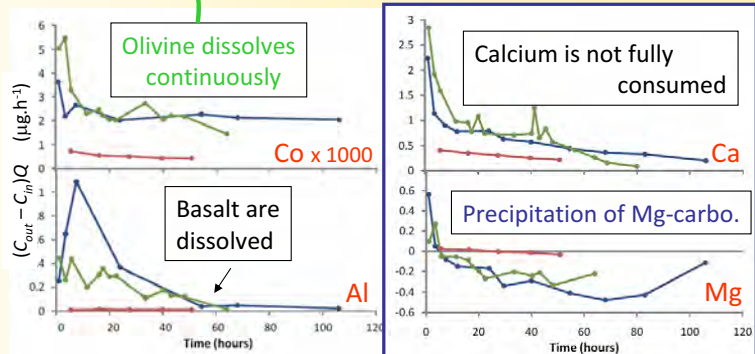 (C_out – C_in)Q (µg.h⁻¹)
6
5
4
3
2
1
0
Olivine dissolves
continuously
Co x 1000
1
.8
.6
.4
0.2
0
Basalt are
dissolved
Al
0 20 40 60 80 100 120
Time (hours)
3
2.5
2
1.5
1
0.5
0
Calcium is not fully
consumed
Ca
0.6
0.4
0.2
0
-0.2
-0.4
-0.6
Precipitation of Mg-carbo.
Mg
0 20 40 60 80 100 120
Time (hours)